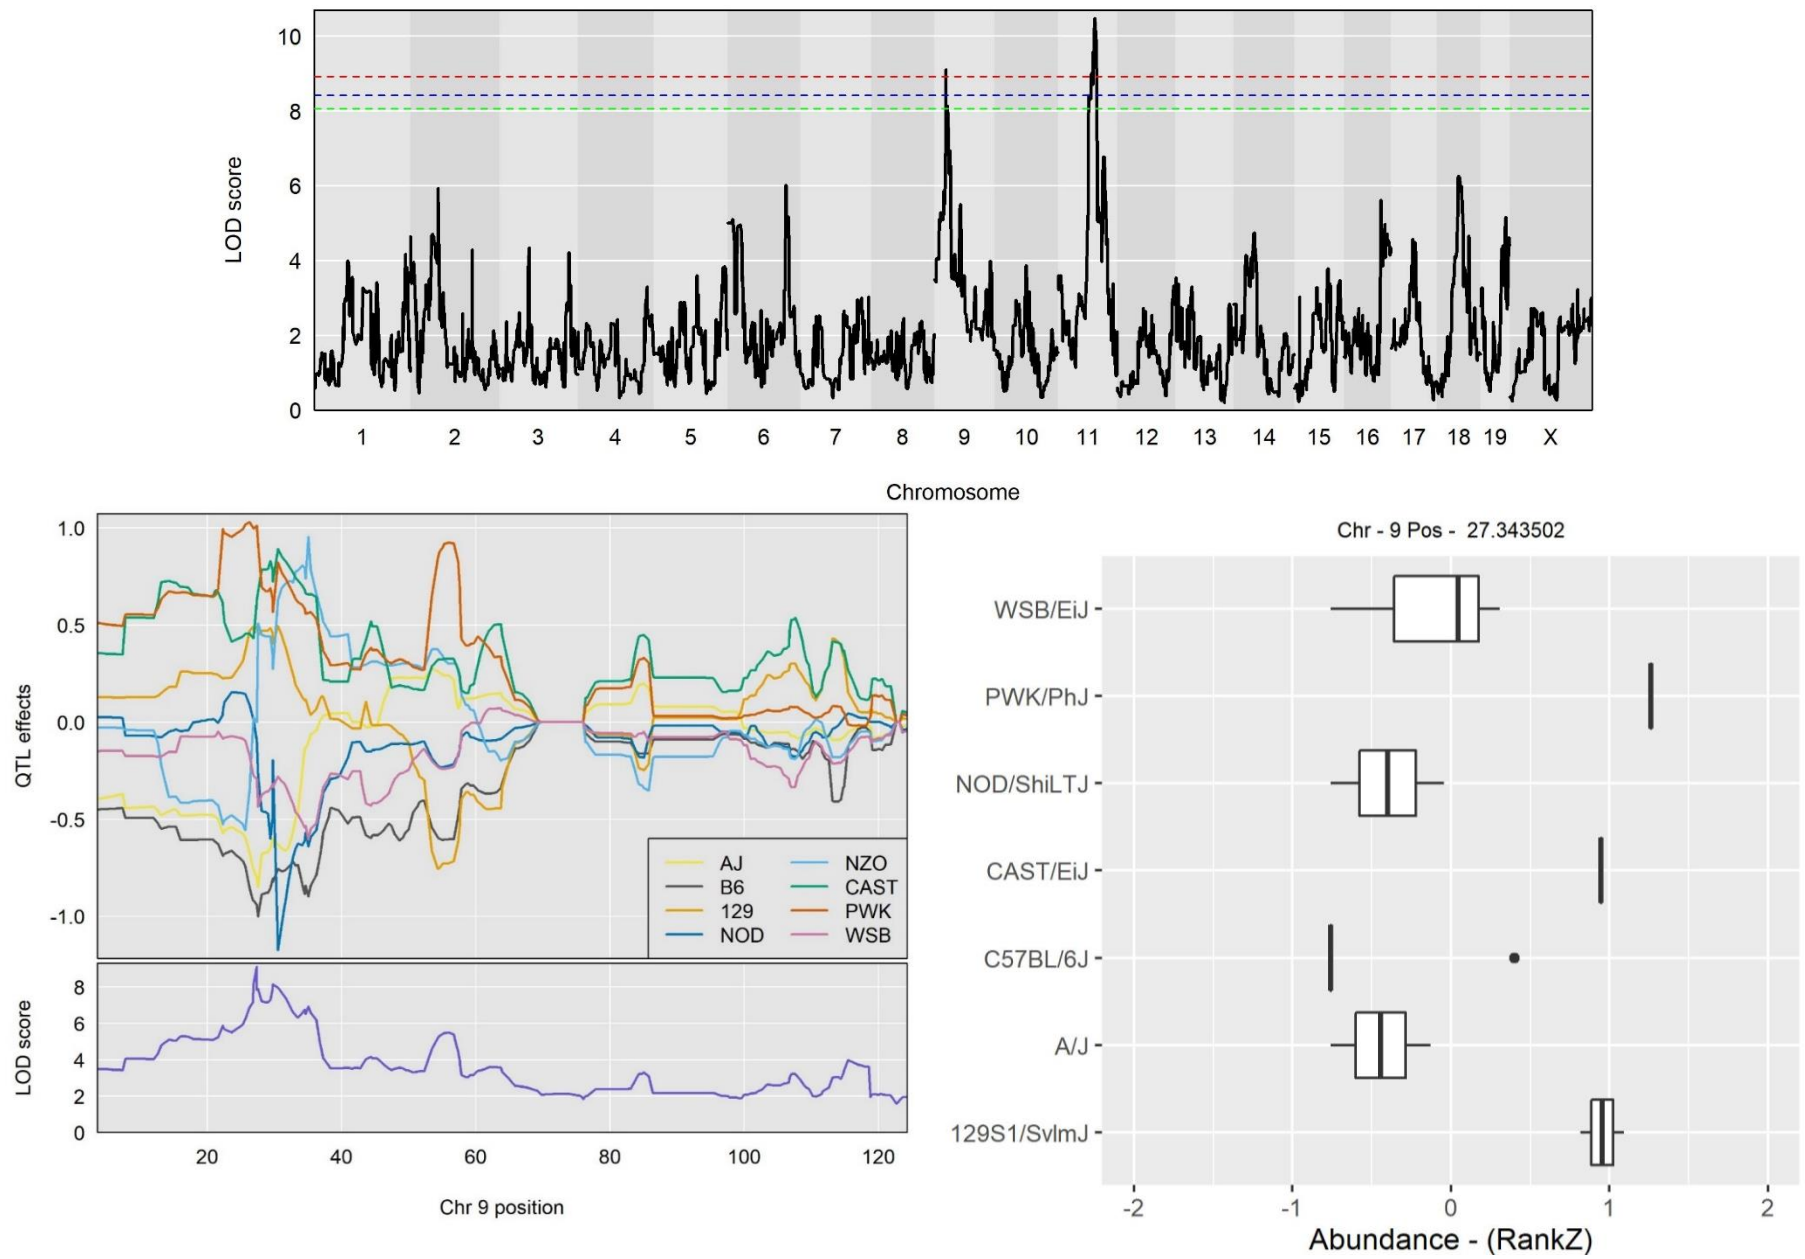 10
8
6
4
2
0
LOD score
1 2 3 4 5 6 7 8 9 10 11 12 13 14 15 16 17 18 19 X
Chromosome
1.0
0.5
0.0
-0.5
-1.0
QTL effects
AJ NZO
B6 CAST
129 PWK
NOD WSB
8
6
4
2
0
LOD score
20 40 60 80 100 120
Chr 9 position
Chr - 9 Pos - 27.343502
WSB/EiJ
PWK/PhJ
NOD/ShiLTJ
CAST/EiJ
C57BL/6J
A/J
129S1/SvImJ
-2 -1 0 1 2
Abundance - (RankZ)